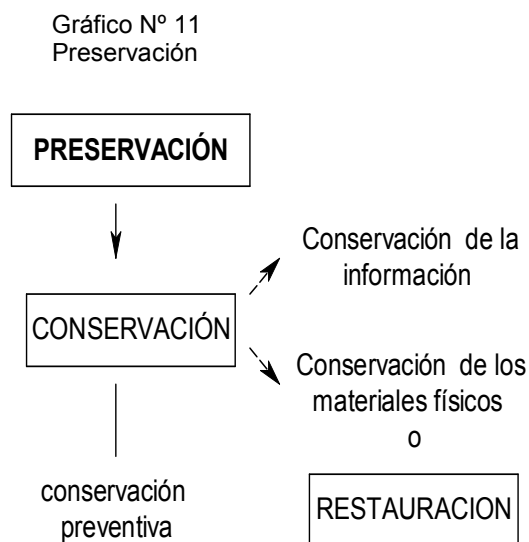 Gráfico Nº 11
Preservación
PRESERVACIÓN
CONSERVACIÓN
Conservación de la
información
Conservación de los
materiales físicos
o
RESTAURACION
conservación
preventiva